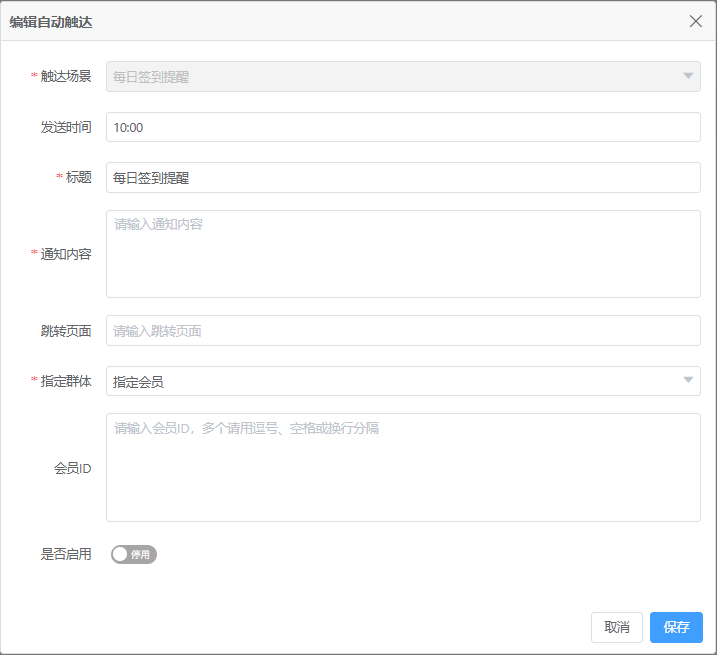 编辑自动触达
* 触达场景 每日签到提醒
发送时间 10:00
* 标题 每日签到提醒
* 通知内容 请输入通知内容
跳转页面 请输入跳转页面
* 指定群体 指定会员
会员ID 请输入会员ID，多个请用逗号、空格或换行分隔
是否启用 停用
取消 保存